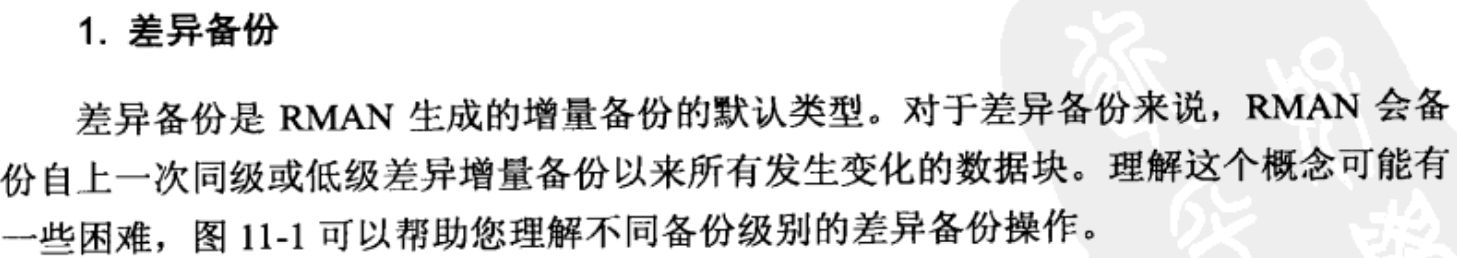 1. 差异备份
差异备份是 RMAN 生成的增量备份的默认类型。对于差异备份来说，RMAN 会备
份自上一次同级或低级差异增量备份以来所有发生变化的数据块。理解这个概念可能有
一些困难，图 11-1 可以帮助您理解不同备份级别的差异备份操作。